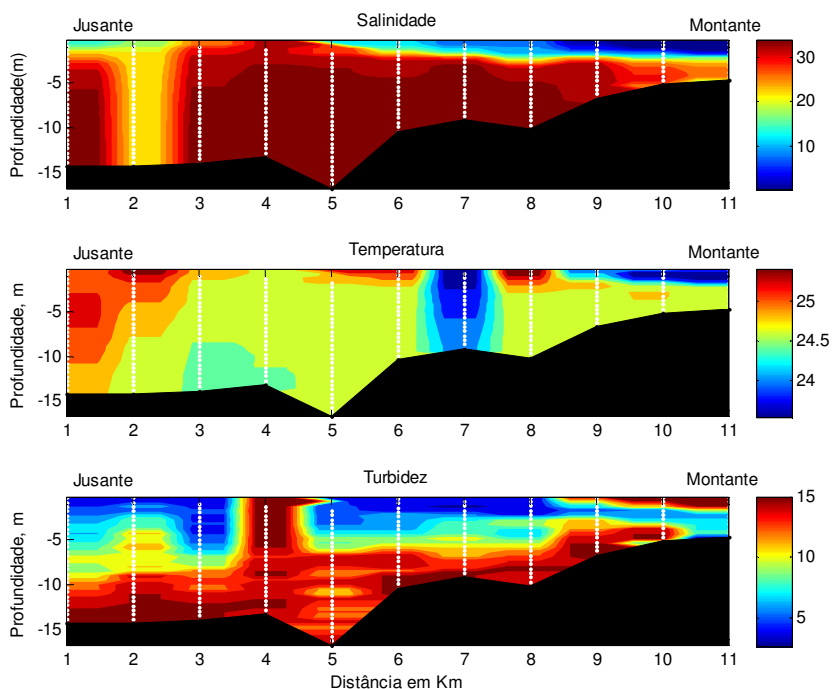 Jusante Salinidade Montante
Profundidade(m)
-5
-10
-15
1 2 3 4 5 6 7 8 9 10 11
30
20
10
Jusante Temperatura Montante
Profundidade, m
0
-5
-10
-15
1 2 3 4 5 6 7 8 9 10 11
25
24.5
24
Jusante Turbidez Montante
Profundidade, m
-5
-10
-15
1 2 3 4 5 6 7 8 9 10 11
15
10
5
Distância em Km